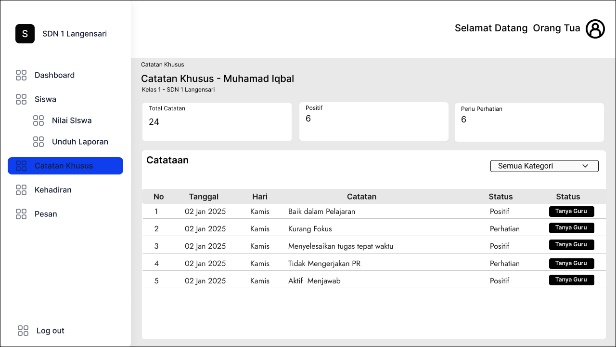 S SDN 1 Langensari
Selamat Datang Orang Tua
Dashboard
Siswa
Nilai SIswa
Unduh Laporan
Catatan Khusus
Kehadiran
Pesan
Log out
Catatan Khusus
Catatan Khusus - Muhamad Iqbal
Kelas 1 - SDN 1 Langensari
Total Catatan
24
Positif
6
Perlu Perhatian
6
Catataan
Semua Kategori
No Tanggal Hari Catatan Status Status
1 02 Jan 2025 Kamis Baik dalam Pelajaran Positif Tanya Guru
2 02 Jan 2025 Kamis Kurang Fokus Perhatian Tanya Guru
3 02 Jan 2025 Kamis Menyelesaikan tugas tepat waktu Positif Tanya Guru
4 02 Jan 2025 Kamis Tidak Mengerjakan PR Perhatian Tanya Guru
5 02 Jan 2025 Kamis Aktif Menjawab Positif Tanya Guru